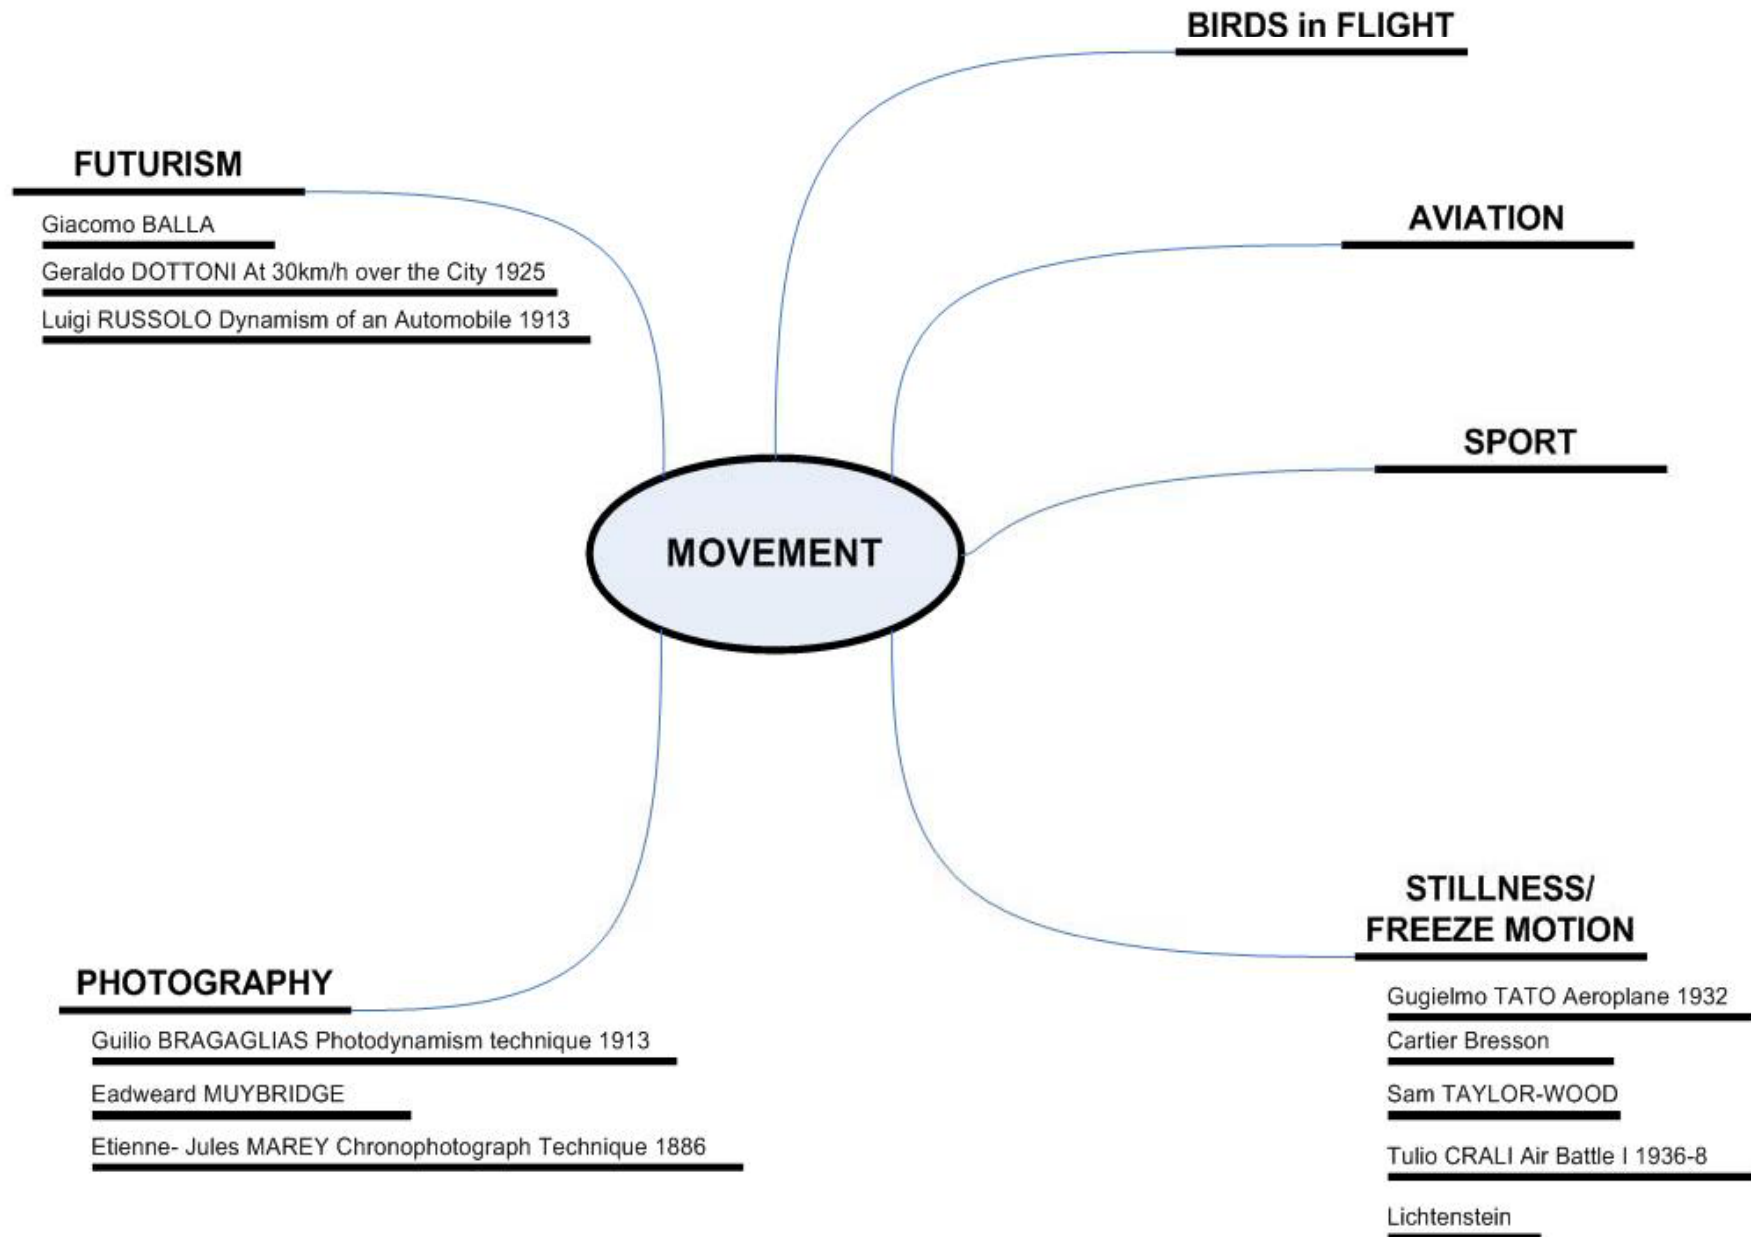 BIRDS in FLIGHT
FUTURISM
Giacomo BALLA
Geraldo DOTTONI At 30km/h over the City 1925
Luigi RUSSOLO Dynamism of an Automobile 1913
AVIATION
SPORT
MOVEMENT
STILLNESS/
FREEZE MOTION
Gugielmo TATO Aeroplane 1932
Cartier Bresson
Sam TAYLOR-WOOD
Tulio CRALI Air Battle I 1936-8
Lichtenstein
PHOTOGRAPHY
Guilio BRAGAGLIAS Photodynamism technique 1913
Eadweard MUYBRIDGE
Etienne- Jules MAREY Chronophotograph Technique 1886